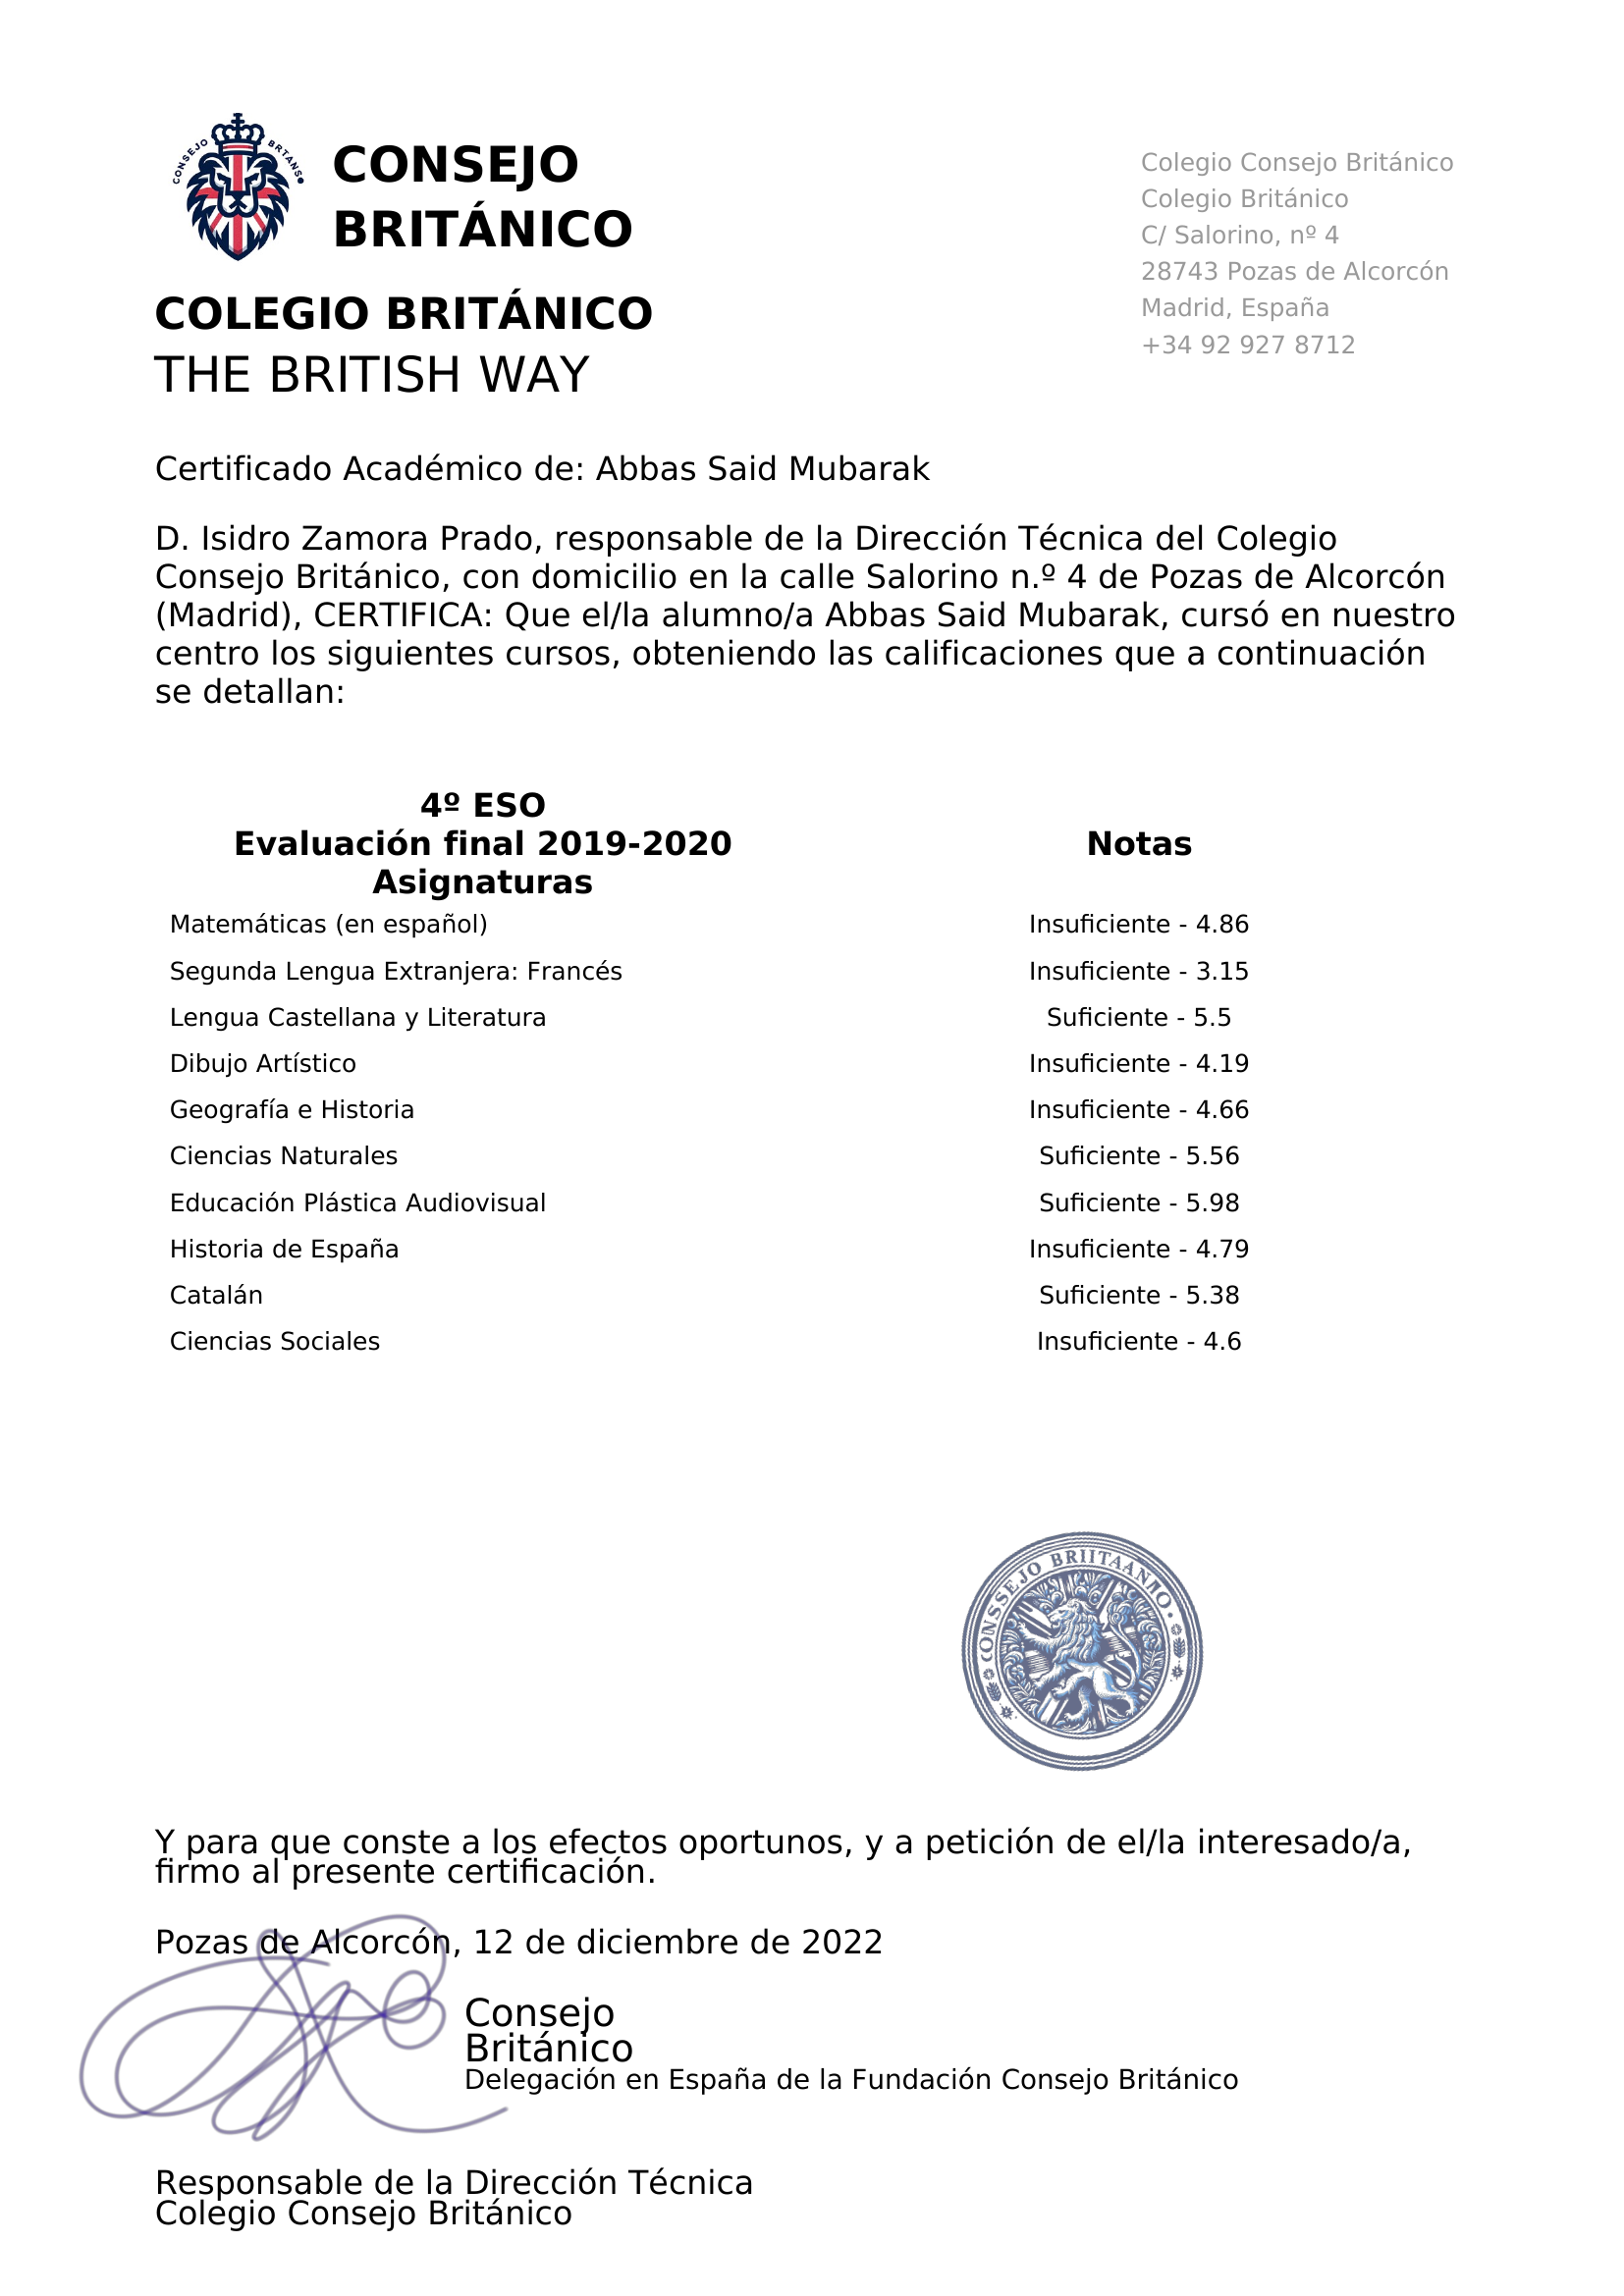 CONSEJO BRTANS
CONSEJO
BRITÁNICO
COLEGIO BRITÁNICO
THE BRITISH WAY
Colegio Consejo Británico
Colegio Británico
C/ Salorino, nº 4
28743 Pozas de Alcorcón
Madrid, España
+34 92 927 8712
Certificado Académico de: Abbas Said Mubarak
D. Isidro Zamora Prado, responsable de la Dirección Técnica del Colegio
Consejo Británico, con domicilio en la calle Salorino n.º 4 de Pozas de Alcorcón
(Madrid), CERTIFICA: Que el/la alumno/a Abbas Said Mubarak, cursó en nuestro
centro los siguientes cursos, obteniendo las calificaciones que a continuación
se detallan:
4º ESO
Evaluación final 2019-2020 Notas
Asignaturas
Matemáticas (en español) Insuficiente - 4.86
Segunda Lengua Extranjera: Francés Insuficiente - 3.15
Lengua Castellana y Literatura Suficiente - 5.5
Dibujo Artístico Insuficiente - 4.19
Geografía e Historia Insuficiente - 4.66
Ciencias Naturales Suficiente - 5.56
Educación Plástica Audiovisual Suficiente - 5.98
Historia de España Insuficiente - 4.79
Catalán Suficiente - 5.38
Ciencias Sociales Insuficiente - 4.6
CONSSEJO
Y para que conste a los efectos oportunos, y a petición de el/la interesado/a,
firmo al presente certificación.
Pozas de Alcorcón, 12 de diciembre de 2022
Consejo
Británico
Delegación en España de la Fundación Consejo Británico
Responsable de la Dirección Técnica
Colegio Consejo Británico